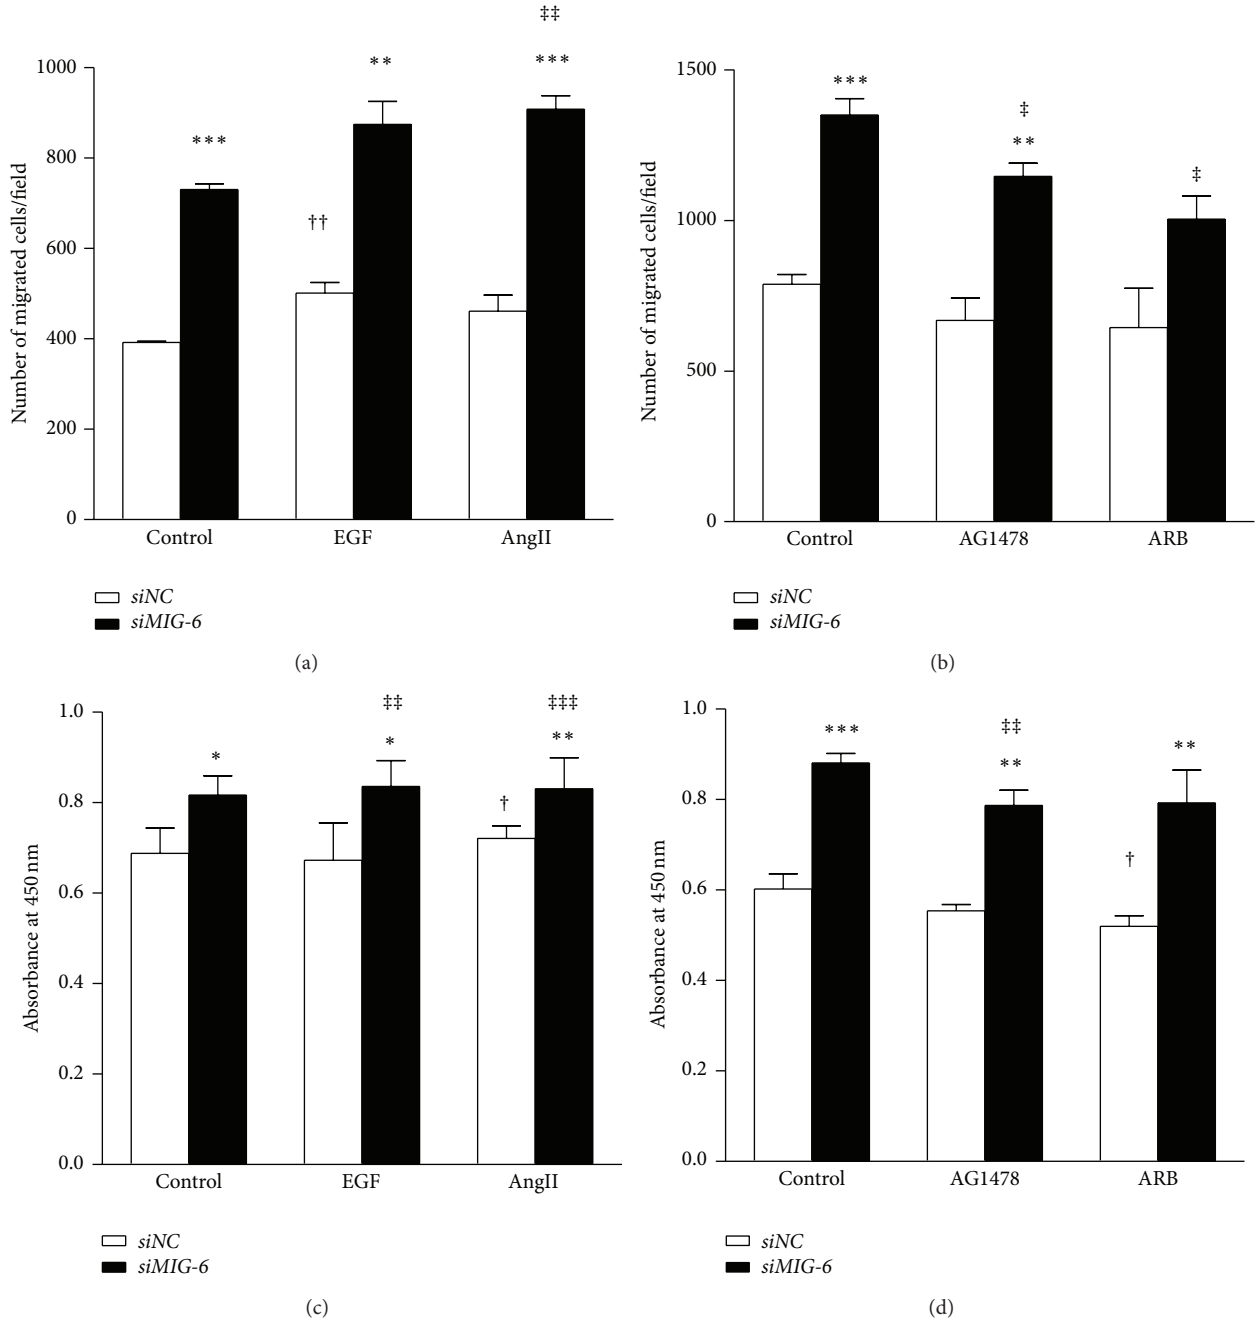 ‡‡
** ***
***
††
1000
800
600
400
200
0
Number of migrated cells/field
Control EGF AngII
siNC
siMIG-6
(a)
***
‡
**
‡
1500
1000
500
0
Number of migrated cells/field
Control AG1478 ARB
siNC
siMIG-6
(b)
‡‡ ‡‡‡
* * **
†
1.0
0.8
0.6
0.4
0.2
0.0
Absorbance at 450 nm
Control EGF AngII
siNC
siMIG-6
(c)
*** ‡‡ **
**
†
1.0
0.8
0.6
0.4
0.2
0.0
Absorbance at 450 nm
Control AG1478 ARB
siNC
siMIG-6
(d)